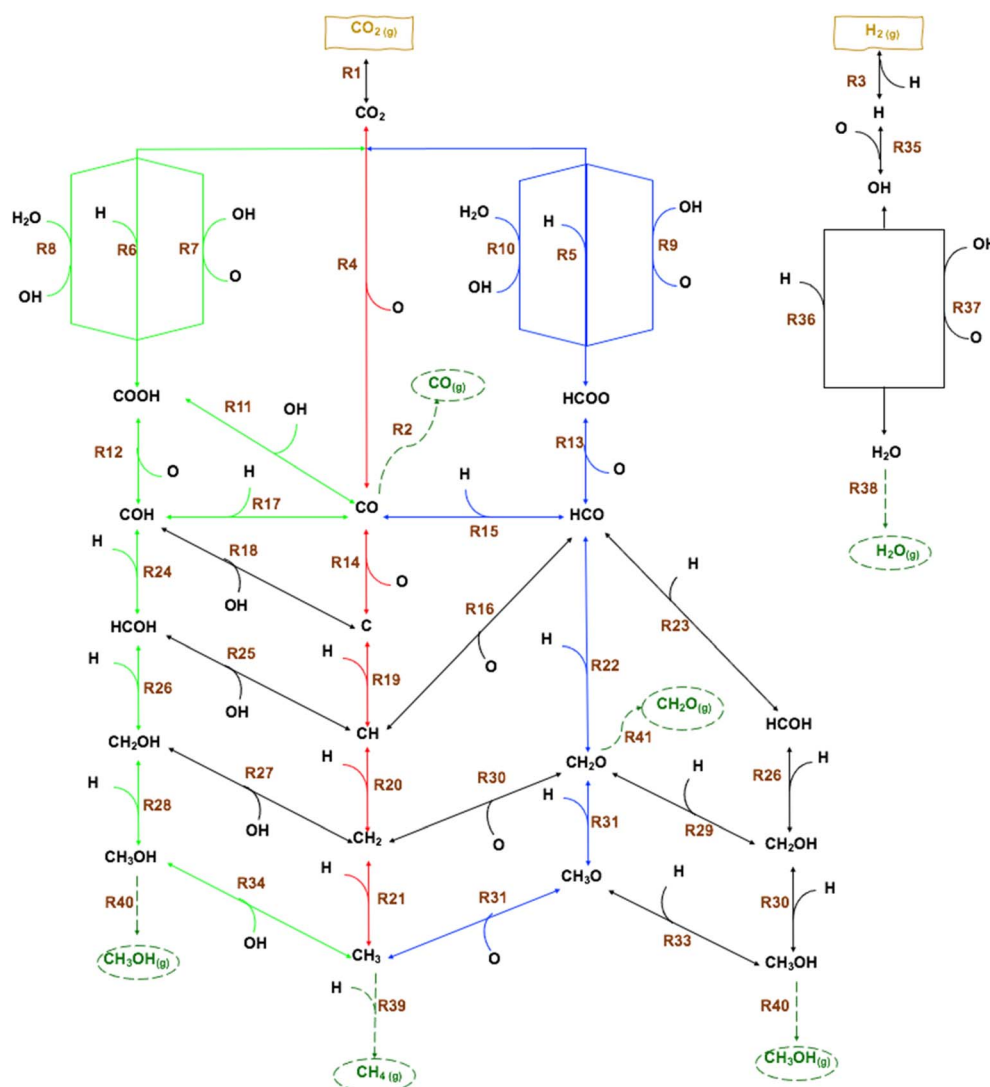 CO2 (g)
H2 (g)
R1
R3
H
CO2
H
O
R35
OH
H2O
H
OH
H2O
H
OH
OH
R8
R6
R7
R4
R10
R5
R9
H
R36
R37
OH
O
O
OH
O
O
COOH
R11
OH
CO(g)
HCOO
R2
R12
O
R13
O
H2O
H
R17
H
R38
COH
CO
R15
HCO
H2O(g)
H
R24
R18
OH
R14
O
R16
H
R23
HCOH
C
H
R26
R25
OH
H
R19
O
H
R22
CH
CH2O(g)
HCOH
R41
CH2OH
R27
H
R20
R30
CH2O
H
R26
H
H
R28
OH
O
H
R31
R29
CH2OH
CH3OH
CH2
R34
H
R21
R31
CH3O
H
R30
H
R40
OH
O
R33
CH3OH(g)
CH3
CH3OH
H
R39
R40
CH4 (g)
CH3OH(g)